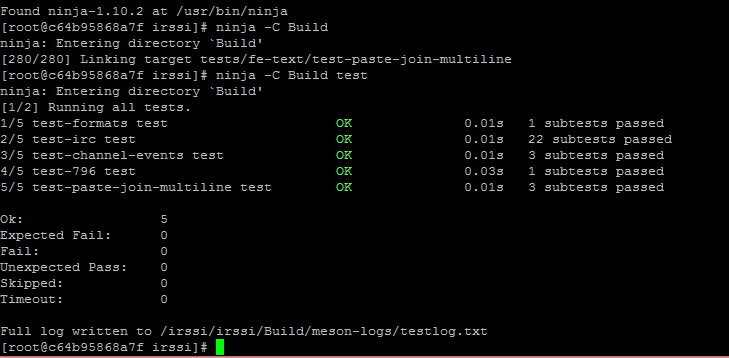 Found ninja-1.10.2 at /usr/bin/ninja
[root@c64b95868a7f irssi]# ninja -C Build
ninja: Entering directory `Build'
[280/280] Linking target tests/fe-text/test-paste-join-multiline
[root@c64b95868a7f irssi]# ninja -C Build test
ninja: Entering directory `Build'
[1/2] Running all tests.
1/5 test-formats test                     OK              0.01s   1 subtests passed
2/5 test-irc test                         OK              0.01s   22 subtests passed
3/5 test-channel-events test              OK              0.01s   3 subtests passed
4/5 test-796 test                         OK              0.03s   1 subtests passed
5/5 test-paste-join-multiline test        OK              0.01s   3 subtests passed

Ok:                 5
Expected Fail:      0
Fail:               0
Unexpected Pass:    0
Skipped:            0
Timeout:            0

Full log written to /irssi/irssi/Build/meson-logs/testlog.txt
[root@c64b95868a7f irssi]#